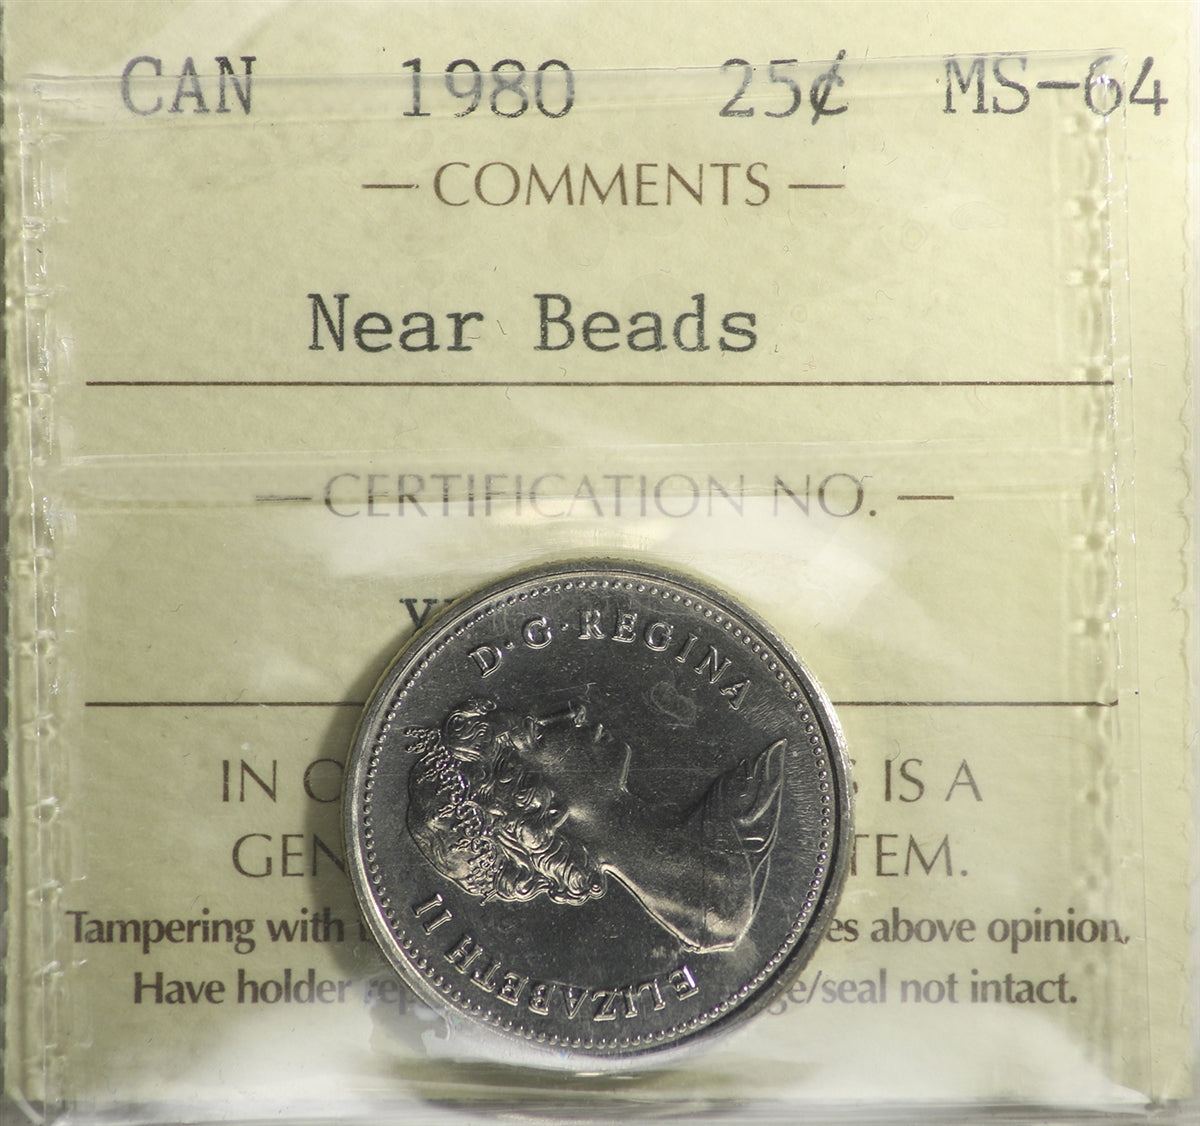 CAN 1980 25¢ MS-64
— COMMENTS —
Near Beads
— CERTIFICATION NO. —
IN IS A
TEM.
Tampering with es above opinion.
Have holder ge/seal not intact.
D·G·REGINA
ELIZABETH II